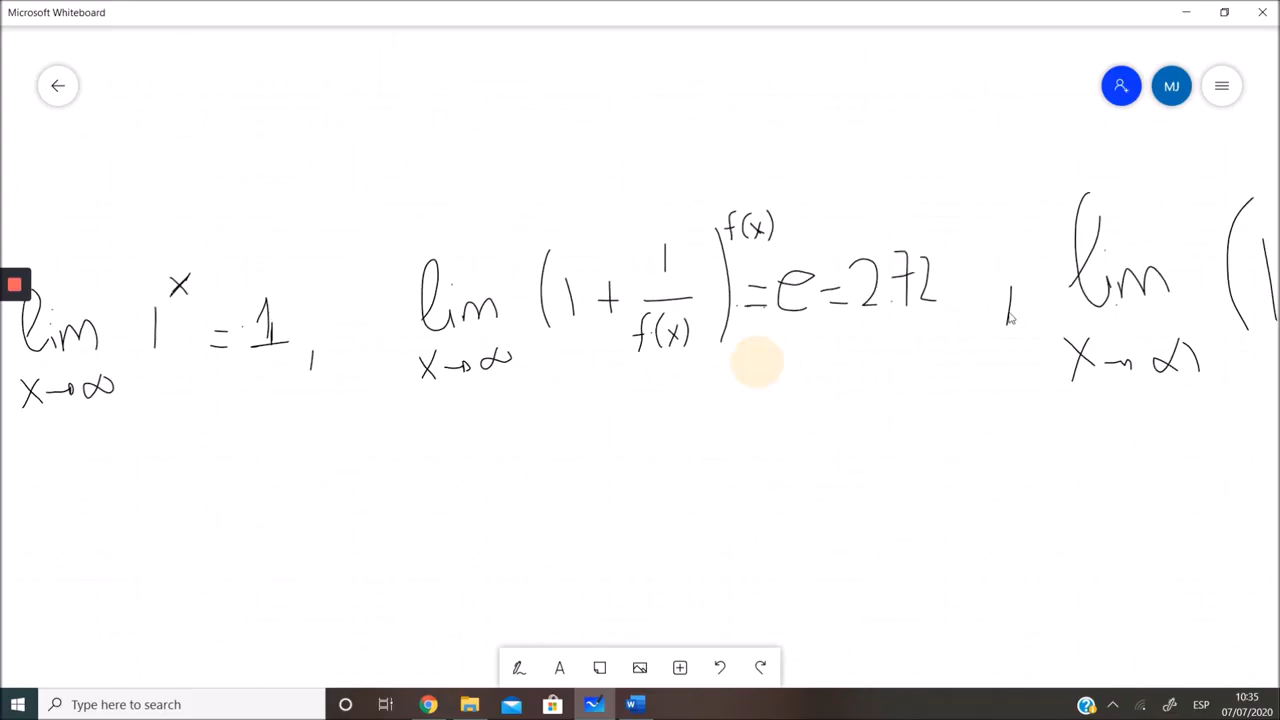 Microsoft Whiteboard
MJ
lim x→∞ 1^x = 1, lim x→∞ (1 + 1/f(x))^f(x) = e = 2.72 , lim x→∞ (1
A
Type here to search
ESP
10:35
07/07/2020